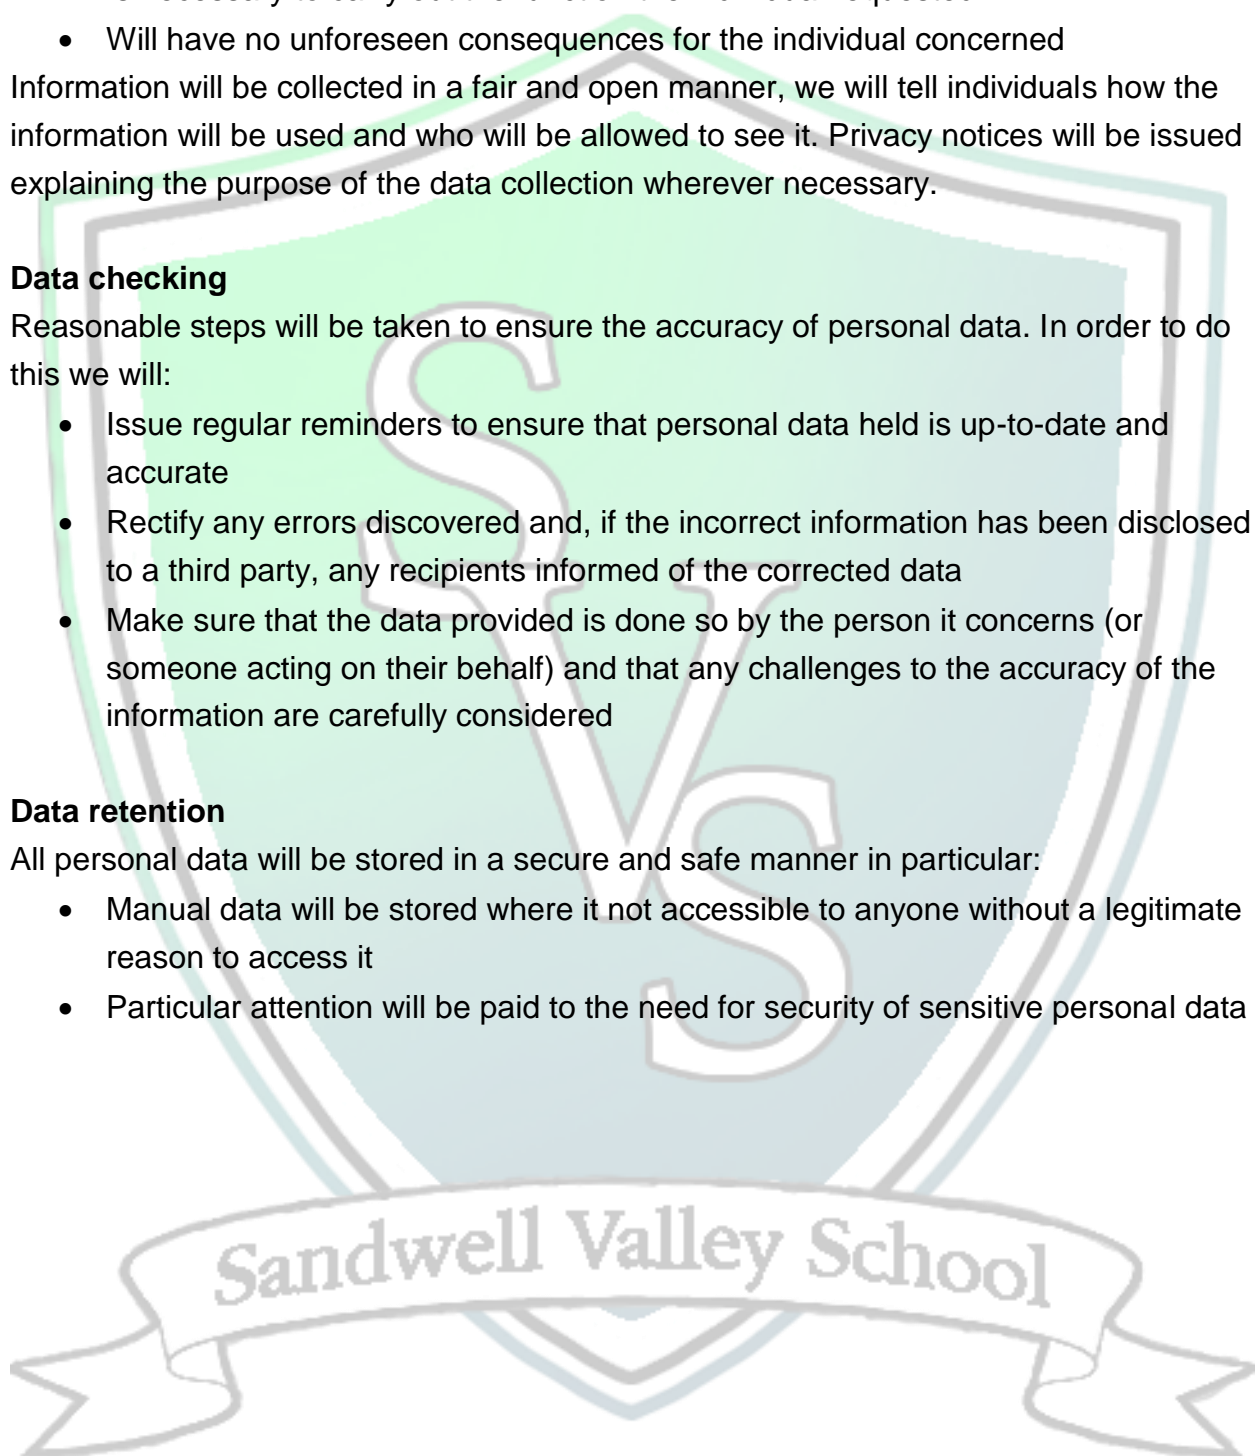 • Will have no unforeseen consequences for the individual concerned
Information will be collected in a fair and open manner, we will tell individuals how the
information will be used and who will be allowed to see it. Privacy notices will be issued
explaining the purpose of the data collection wherever necessary.
Data checking
Reasonable steps will be taken to ensure the accuracy of personal data. In order to do
this we will:
• Issue regular reminders to ensure that personal data held is up-to-date and
accurate
• Rectify any errors discovered and, if the incorrect information has been disclosed
to a third party, any recipients informed of the corrected data
• Make sure that the data provided is done so by the person it concerns (or
someone acting on their behalf) and that any challenges to the accuracy of the
information are carefully considered
Data retention
All personal data will be stored in a secure and safe manner in particular:
• Manual data will be stored where it not accessible to anyone without a legitimate
reason to access it
• Particular attention will be paid to the need for security of sensitive personal data
SVS
Sandwell Valley School